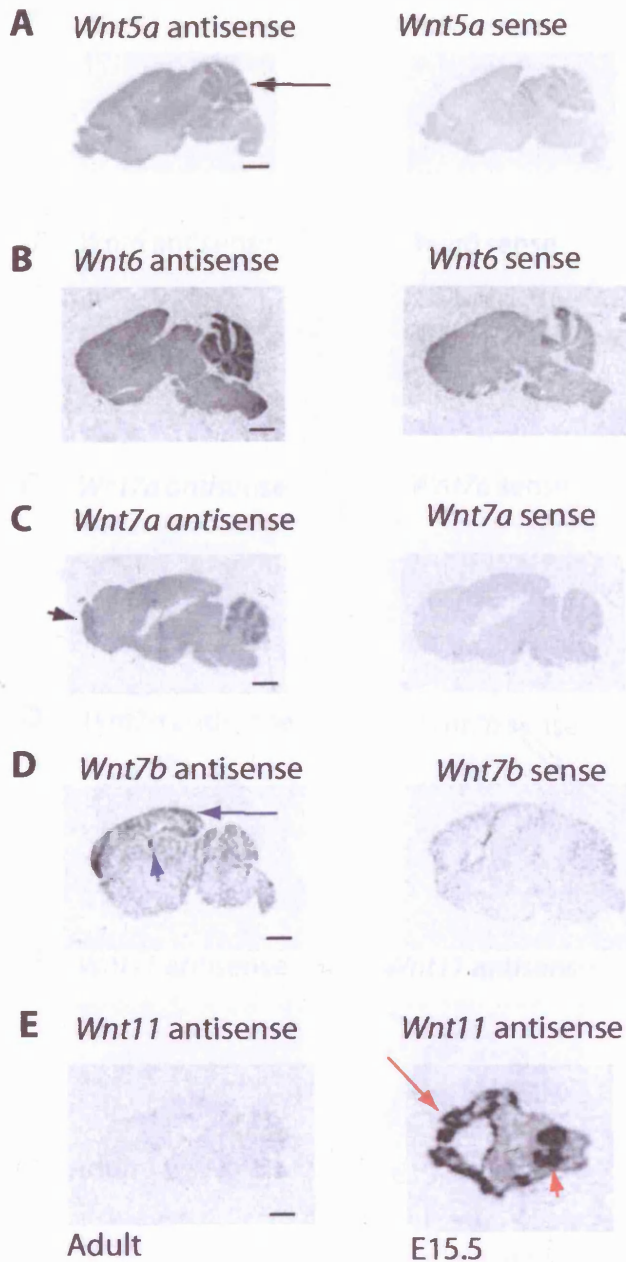 A Wnt5a antisense Wnt5a sense
B Wnt6 antisense Wnt6 sense
C Wnt7a antisense Wnt7a sense
D Wnt7b antisense Wnt7b sense
E Wnt11 antisense Wnt11 antisense
Adult E15.5